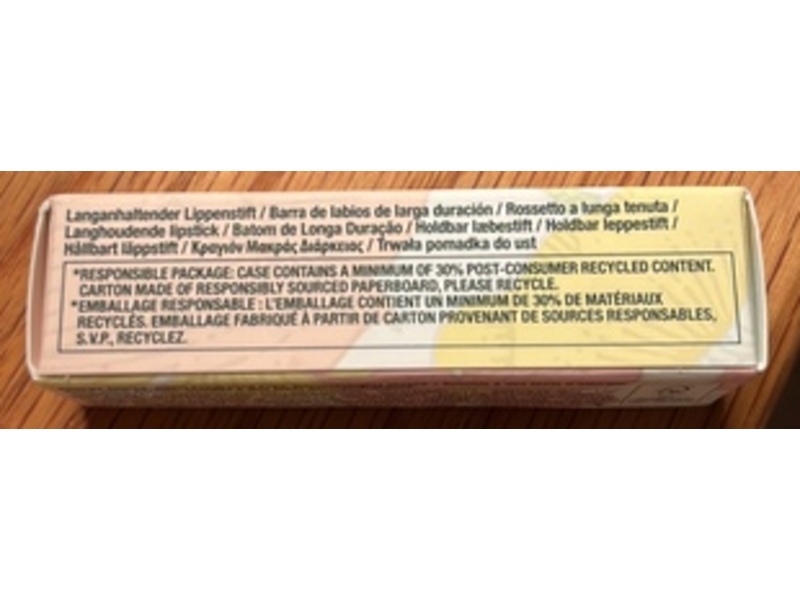 Langanhaltender Lippenstift / Barra de labios de larga duración / Rossetto a lunga tenuta /
Langhoudende lipstick / Batom de Longa Duração / Holdbar læbestift / Holdbar leppestift /
Hållbart läppstift / Κραγιόν Μακράς Διάρκειας / Trwała pomadka do ust
*RESPONSIBLE PACKAGE: CASE CONTAINS A MINIMUM OF 30% POST-CONSUMER RECYCLED CONTENT.
CARTON MADE OF RESPONSIBLY SOURCED PAPERBOARD, PLEASE RECYCLE.
*EMBALLAGE RESPONSABLE : L'EMBALLAGE CONTIENT UN MINIMUM DE 30% DE MATÉRIAUX
RECYCLÉS. EMBALLAGE FABRIQUÉ À PARTIR DE CARTON PROVENANT DE SOURCES RESPONSABLES,
S.V.P., RECYCLEZ.